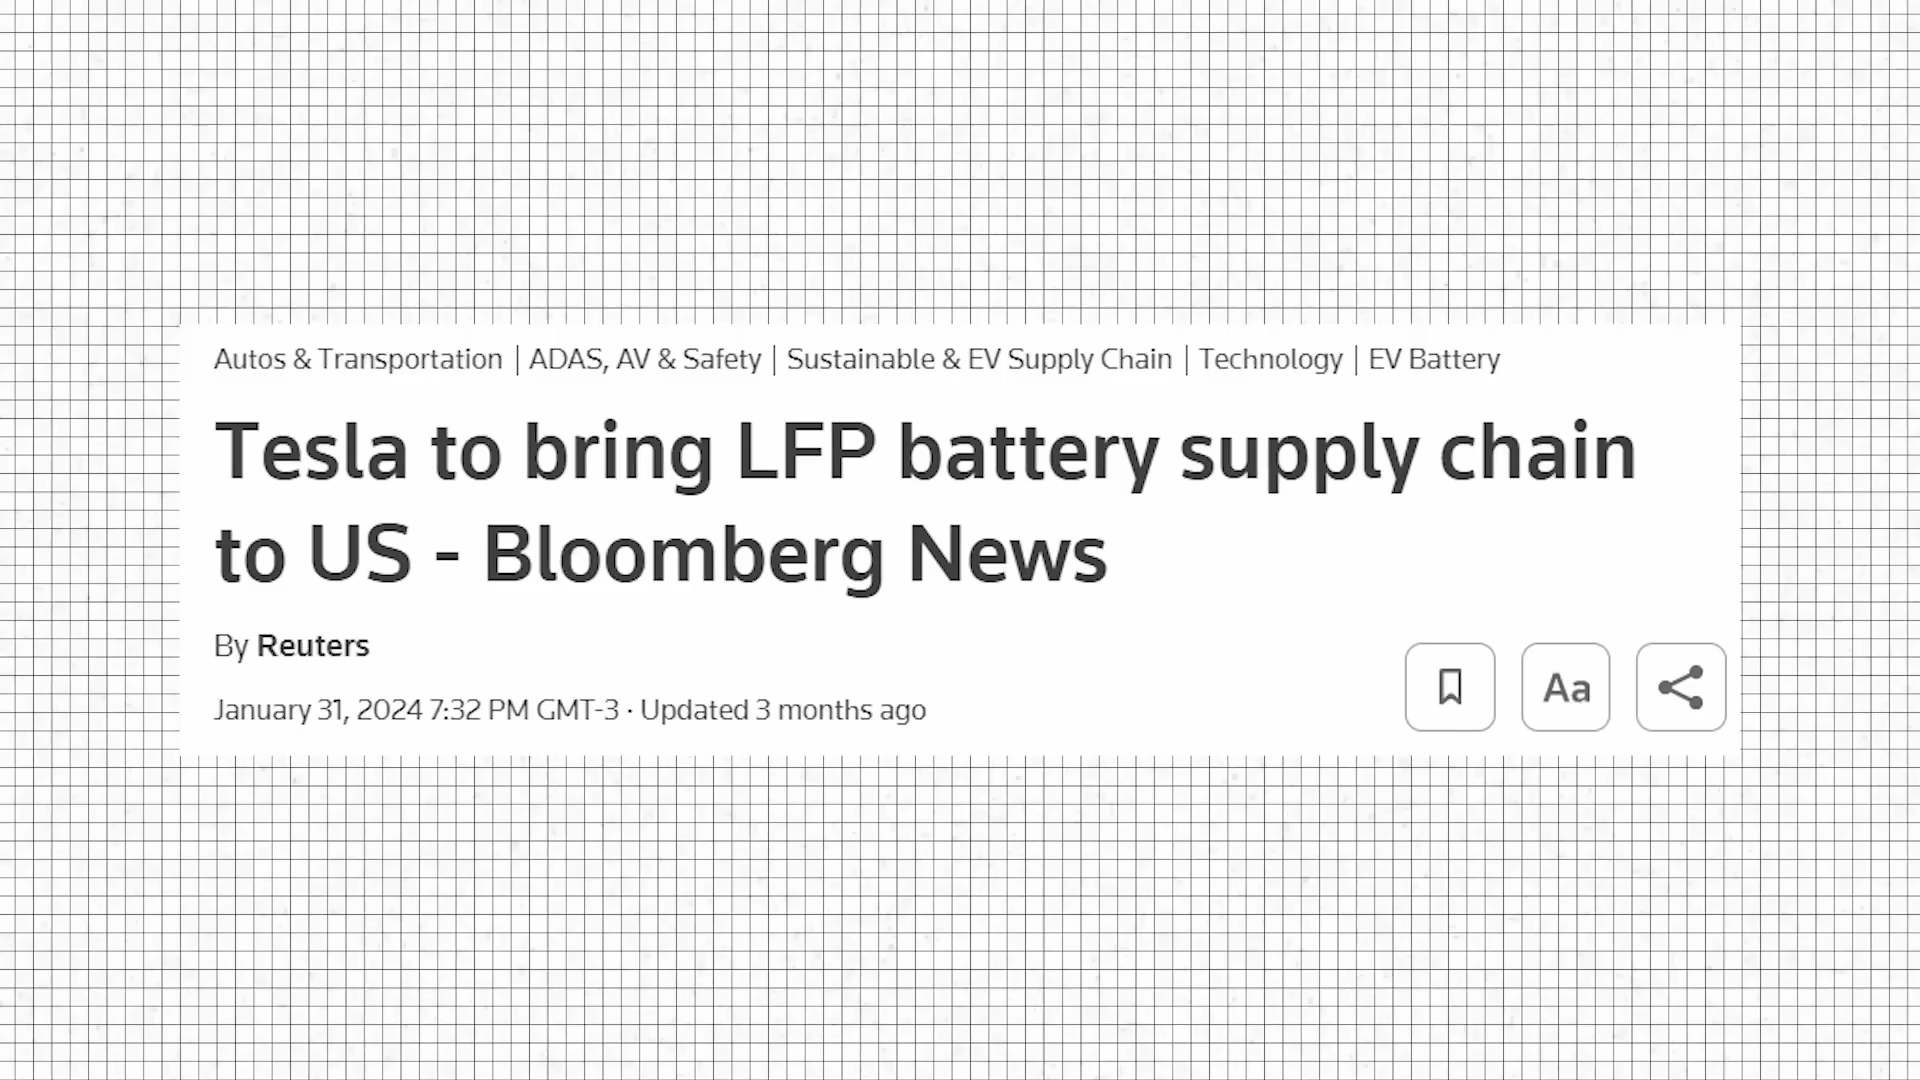 Autos & Transportation | ADAS, AV & Safety | Sustainable & EV Supply Chain | Technology | EV Battery
Tesla to bring LFP battery supply chain
to US - Bloomberg News
By Reuters
January 31, 2024 7:32 PM GMT-3 · Updated 3 months ago
Aa